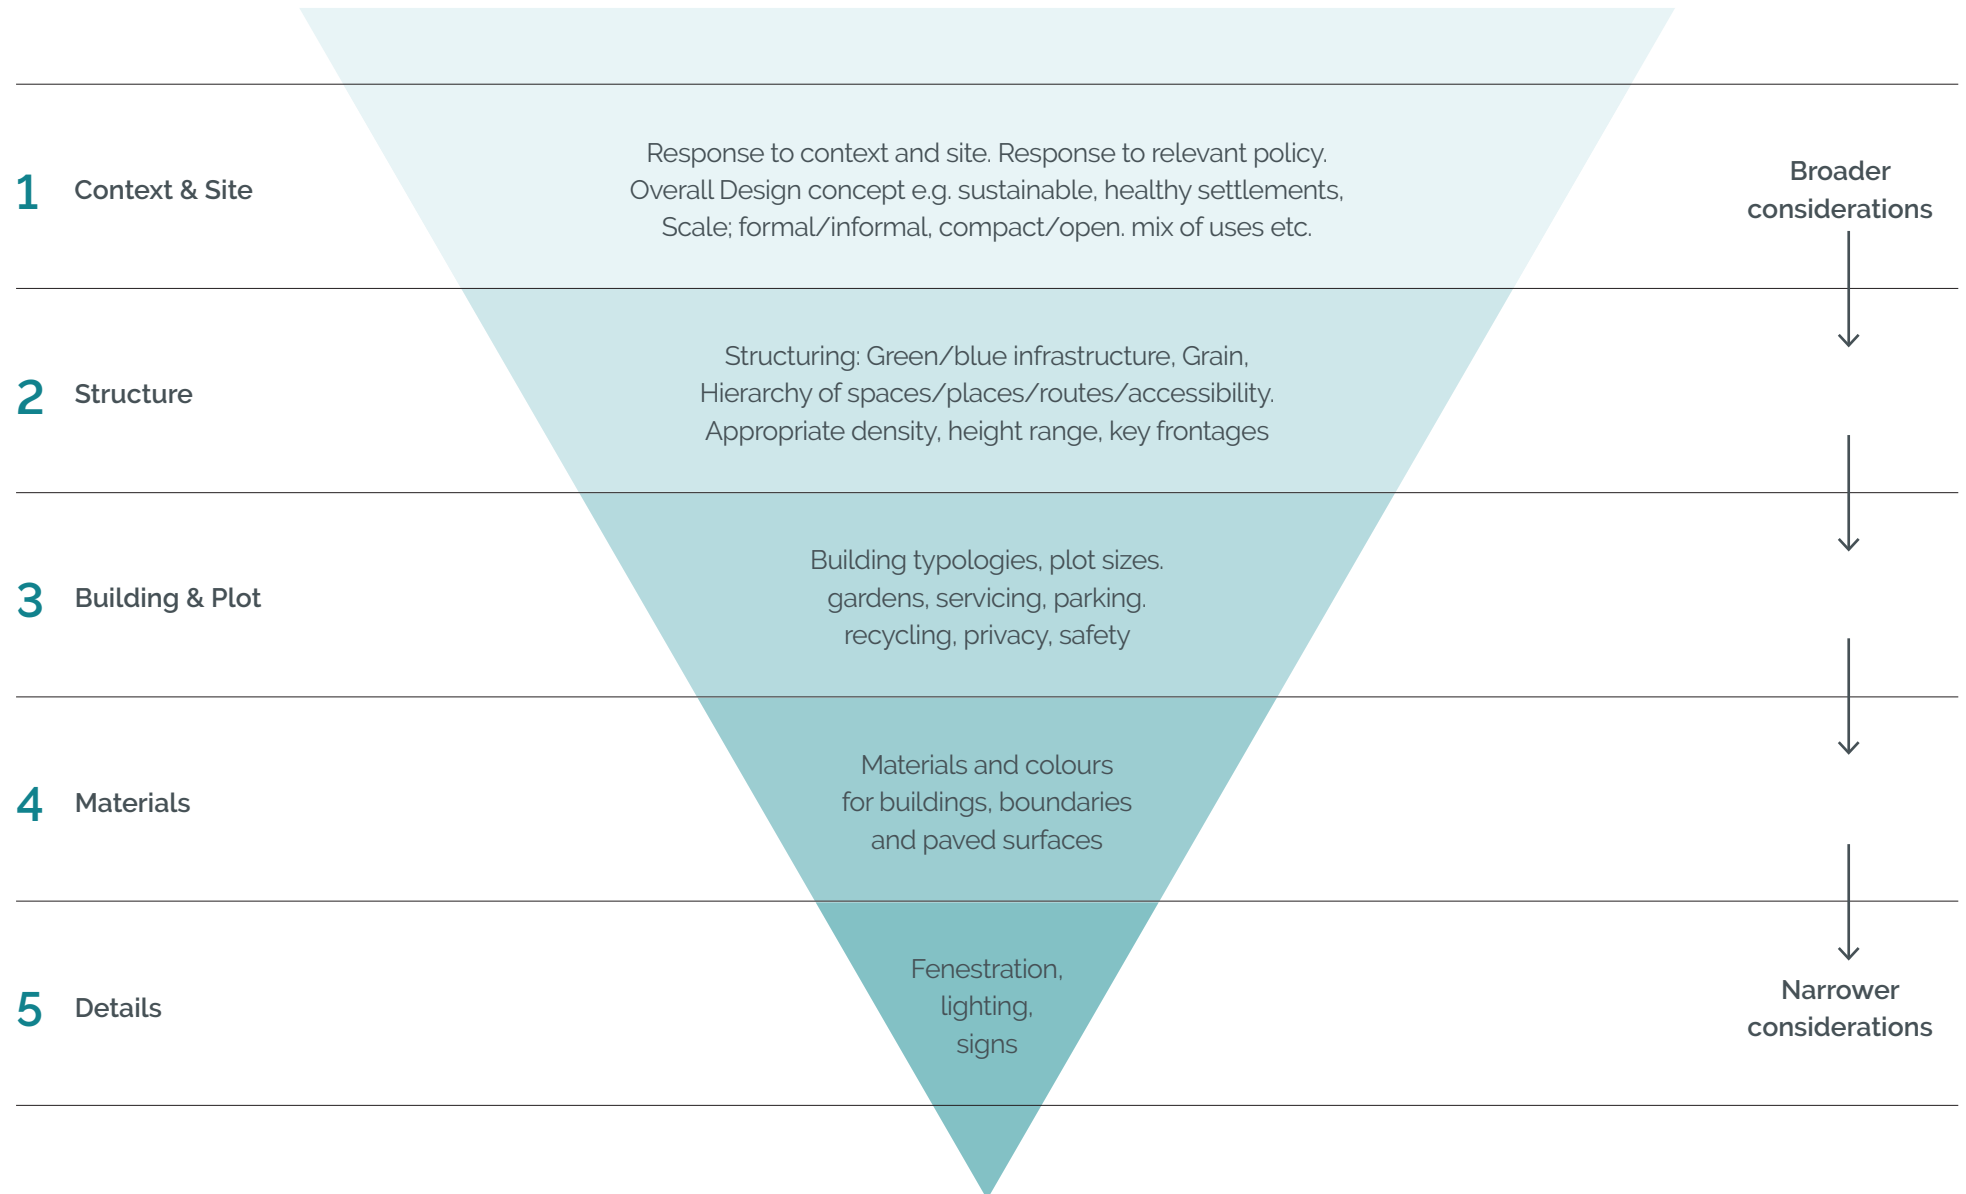 1 Context & Site
Response to context and site. Response to relevant policy.
Overall Design concept e.g. sustainable, healthy settlements,
Scale; formal/informal, compact/open. mix of uses etc.
Broader
considerations
2 Structure
Structuring: Green/blue infrastructure, Grain,
Hierarchy of spaces/places/routes/accessibility.
Appropriate density, height range, key frontages
3 Building & Plot
Building typologies, plot sizes.
gardens, servicing, parking.
recycling, privacy, safety
4 Materials
Materials and colours
for buildings, boundaries
and paved surfaces
5 Details
Fenestration,
lighting,
signs
Narrower
considerations